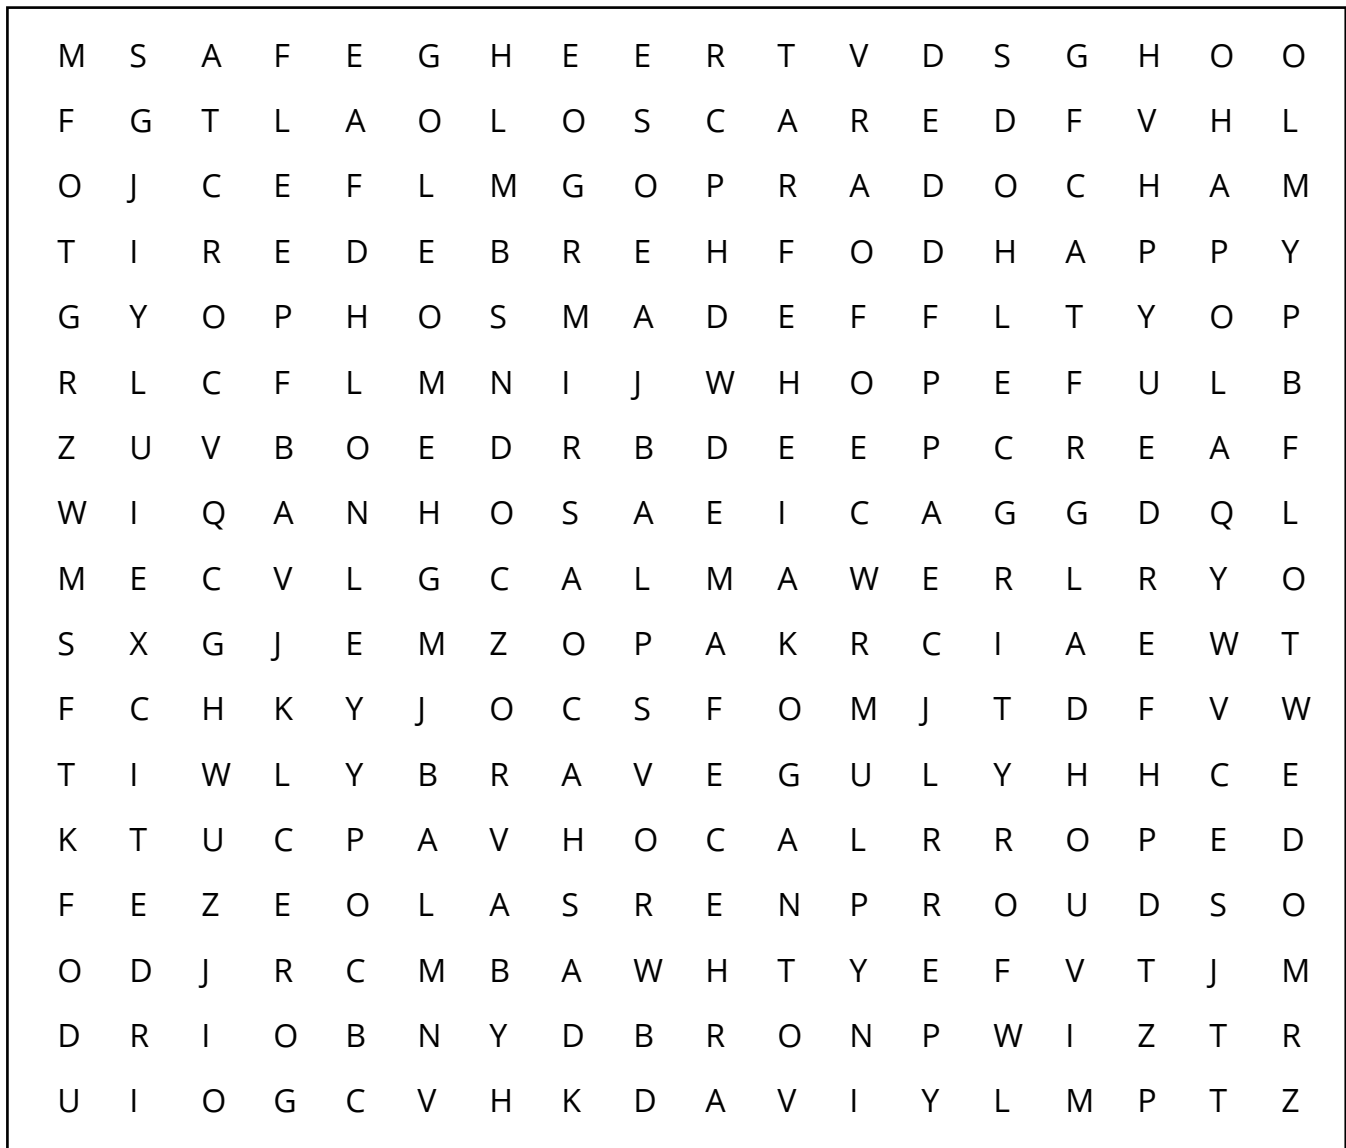 M S A F E G H E E R T V D S G H O O
F G T L A O L O S C A R E D F V H L
O J C E F L M G O P R A D O C H A M
T I R E D E B R E H F O D H A P P Y
G Y O P H O S M A D E F F L T Y O P
R L C F L M N I J W H O P E F U L B
Z U V B O E D R B D E E P C R E A F
W I Q A N H O S A E I C A G G D Q L
M E C V L G C A L M A W E R L R Y O
S X G J E M Z O P A K R C I A E W T
F C H K Y J O C S F O M J T D F V W
T I W L Y B R A V E G U L Y H H C E
K T U C P A V H O C A L R R O P E D
F E Z E O L A S R E N P R O U D S O
O D J R C M B A W H T Y E F V T J M
D R I O B N Y D B R O N P W I Z T R
U I O G C V H K D A V I Y L M P T Z